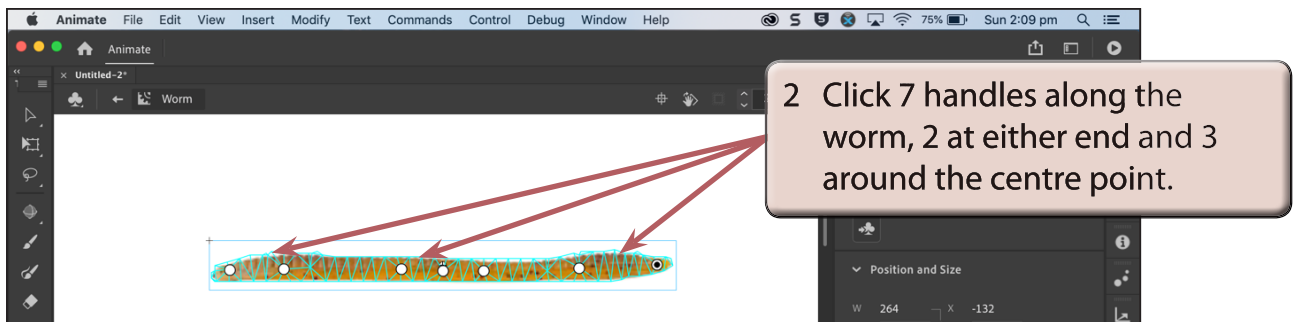 Animate File Edit View Insert Modify Text Commands Control Debug Window Help 75% Sun 2:09 pm
Animate
× Untitled-2*
Worm
2 Click 7 handles along the
worm, 2 at either end and 3
around the centre point.
Position and Size
W 264 X -132